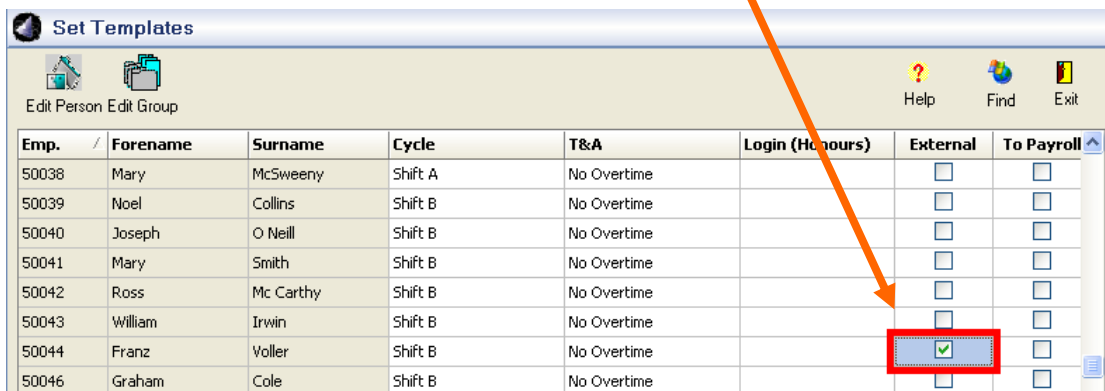 Set Templates
Edit Person Edit Group Help Find Exit
Emp. Forename Surname Cycle T&A Login (Honours) External To Payroll
50038 Mary McSweeny Shift A No Overtime
50039 Noel Collins Shift B No Overtime
50040 Joseph O Neill Shift B No Overtime
50041 Mary Smith Shift B No Overtime
50042 Ross Mc Carthy Shift B No Overtime
50043 William Irwin Shift B No Overtime
50044 Franz Voller Shift B No Overtime
50046 Graham Cole Shift B No Overtime